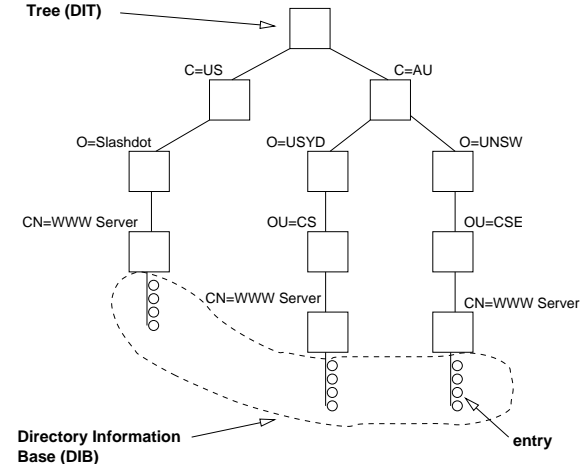 Tree (DIT)
C=US
C=AU
O=Slashdot
O=USYD
O=UNSW
CN=WWW Server
OU=CS
OU=CSE
CN=WWW Server
CN=WWW Server
Directory Information
Base (DIB)
entry